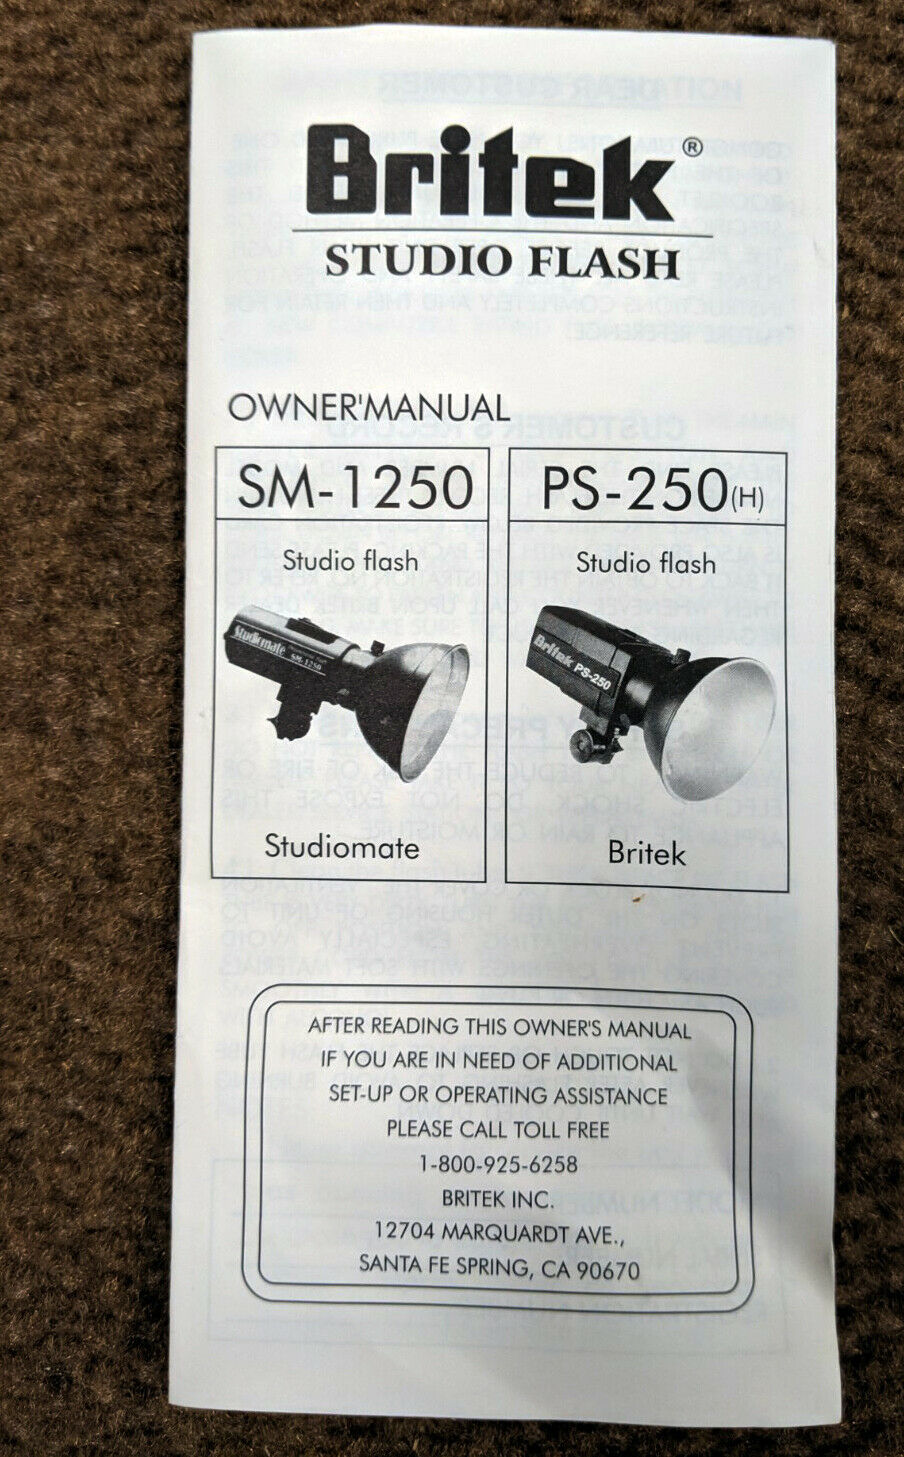 Britek®
STUDIO FLASH
OWNER'MANUAL
SM-1250
Studio flash
Studiomate
SM-1250
Studiomate
PS-250(H)
Studio flash
Britek PS-250
Britek
AFTER READING THIS OWNER'S MANUAL
IF YOU ARE IN NEED OF ADDITIONAL
SET-UP OR OPERATING ASSISTANCE
PLEASE CALL TOLL FREE
1-800-925-6258
BRITEK INC.
12704 MARQUARDT AVE.,
SANTA FE SPRING, CA 90670